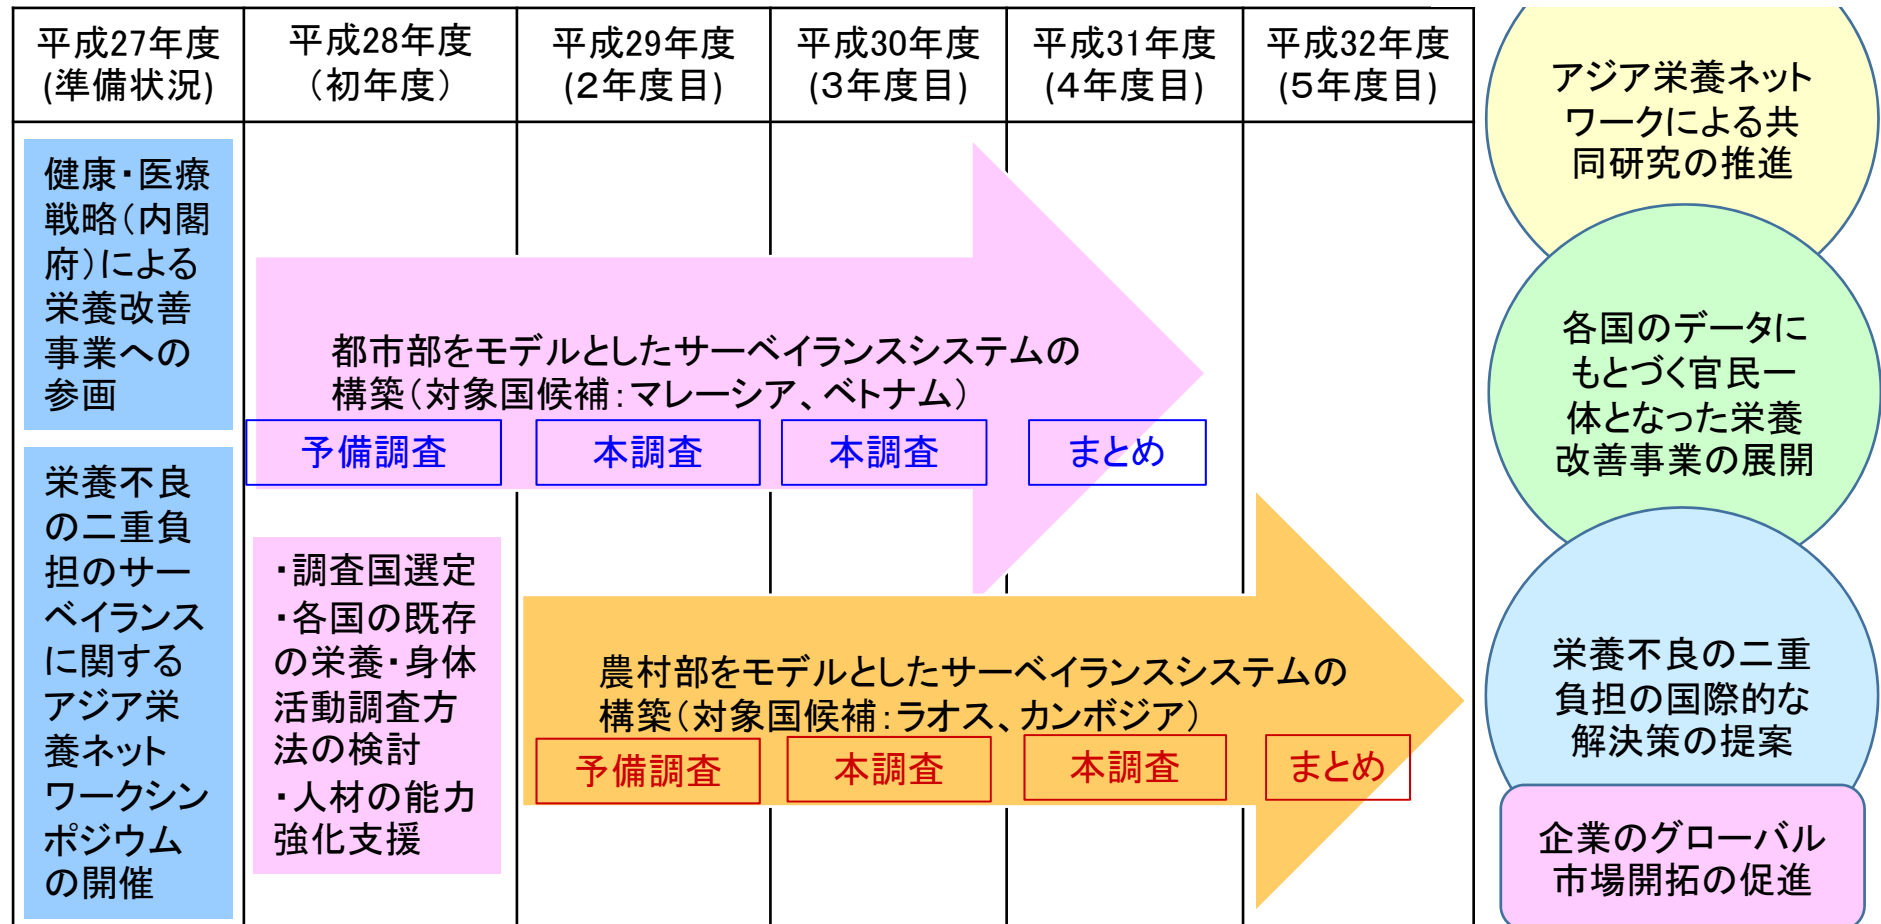 平成27年度
(準備状況)
平成28年度
（初年度）
平成29年度
(２年度目)
平成30年度
(３年度目)
平成31年度
(４年度目)
平成32年度
(５年度目)
健康・医療
戦略（内閣
府）による
栄養改善
事業への
参画
栄養不良
の二重負
担のサー
ベイランス
に関する
アジア栄
養ネット
ワークシン
ポジウム
の開催
都市部をモデルとしたサーベイランスシステムの
構築（対象国候補：マレーシア、ベトナム）
予備調査
本調査
本調査
まとめ
・調査国選定
・各国の既存
の栄養・身体
活動調査方
法の検討
・人材の能力
強化支援
農村部をモデルとしたサーベイランスシステムの
構築（対象国候補：ラオス、カンボジア）
予備調査
本調査
本調査
まとめ
アジア栄養ネット
ワークによる共
同研究の推進
各国のデータに
もとづく官民一
体となった栄養
改善事業の展開
栄養不良の二重
負担の国際的な
解決策の提案
企業のグローバル
市場開拓の促進